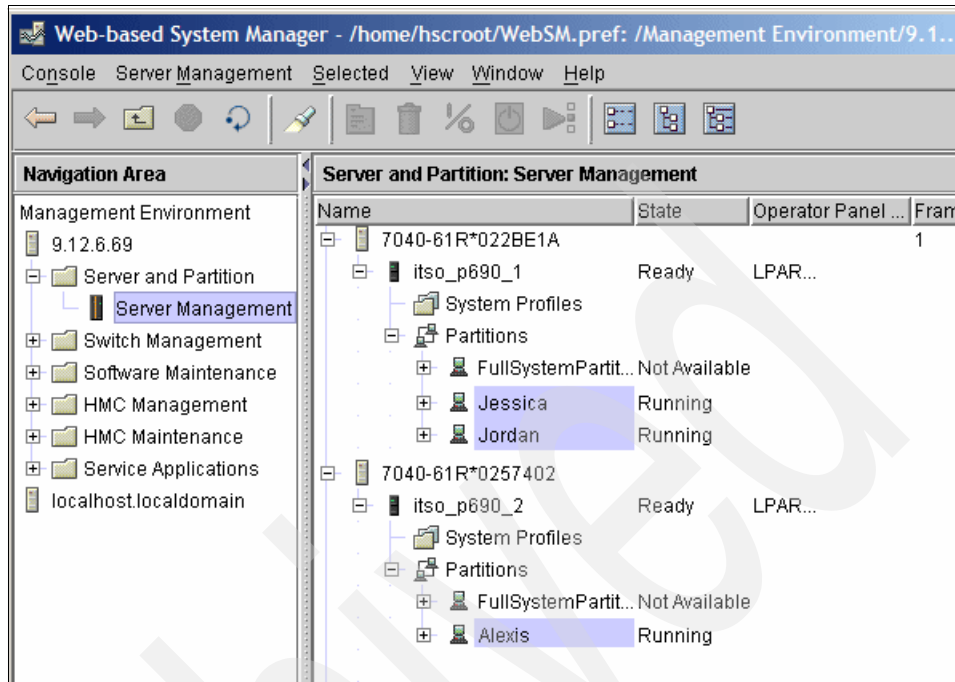 Web-based System Manager - /home/hscroot/WebSM.pref: /Management Environment/9.1...
Console Server Management Selected View Window Help
Navigation Area
Management Environment
9.12.6.69
Server and Partition
Server Management
Switch Management
Software Maintenance
HMC Management
HMC Maintenance
Service Applications
localhost.localdomain
Server and Partition: Server Management
Name State Operator Panel ... Fram
7040-61R*022BE1A 1
itso_p690_1 Ready LPAR...
System Profiles
Partitions
FullSystemPartit... Not Available
Jessica Running
Jordan Running
7040-61R*0257402
itso_p690_2 Ready LPAR...
System Profiles
Partitions
FullSystemPartit... Not Available
Alexis Running